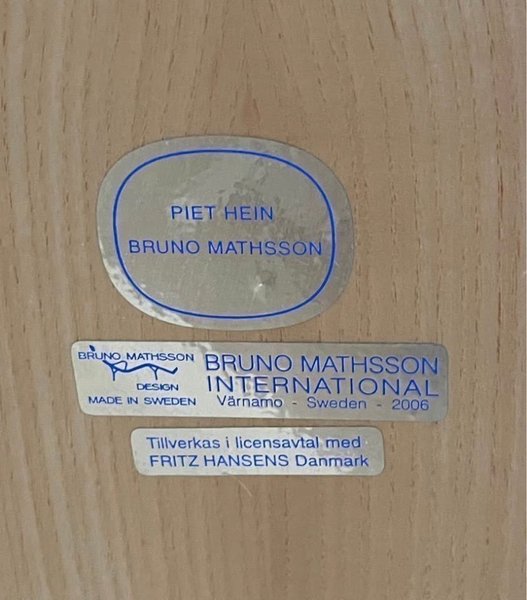 PIET HEIN
BRUNO MATHSSON
BRUNO MATHSSON
DESIGN
MADE IN SWEDEN
BRUNO MATHSSON
INTERNATIONAL
Värnamo - Sweden - 2006
Tillverkas i licensavtal med
FRITZ HANSENS Danmark